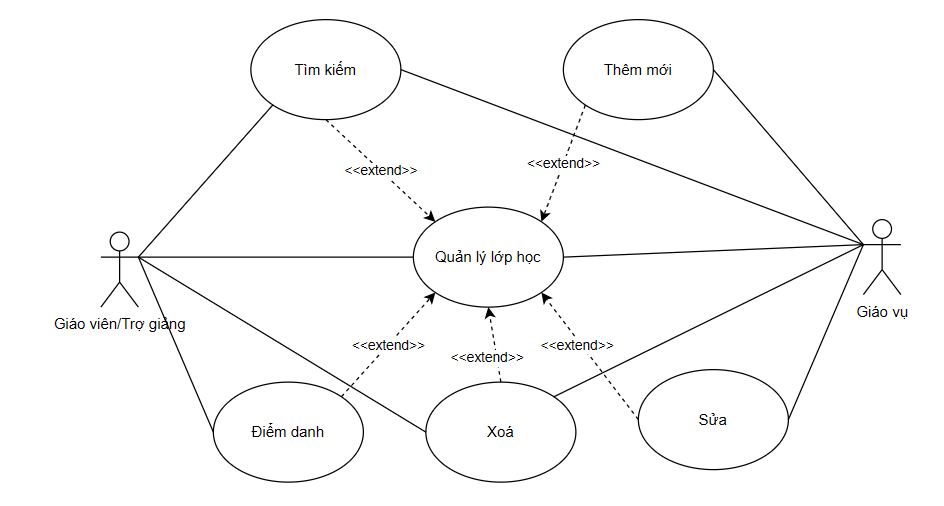 Tìm kiếm
Thêm mới
<<extend>>
<<extend>>
Quản lý lớp học
Giáo viên/Trợ giảng
Giáo vụ
<<extend>>
<<extend>>
<<extend>>
Điểm danh
Xoá
Sửa